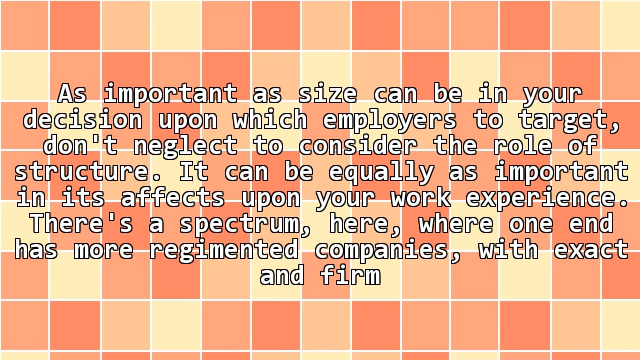 As important as size can be in your
decision upon which employers to target,
don't neglect to consider the role of
structure. It can be equally as important
in its affects upon your work experience.
There's a spectrum, here, where one end
has more regimented companies, with exact
and firm